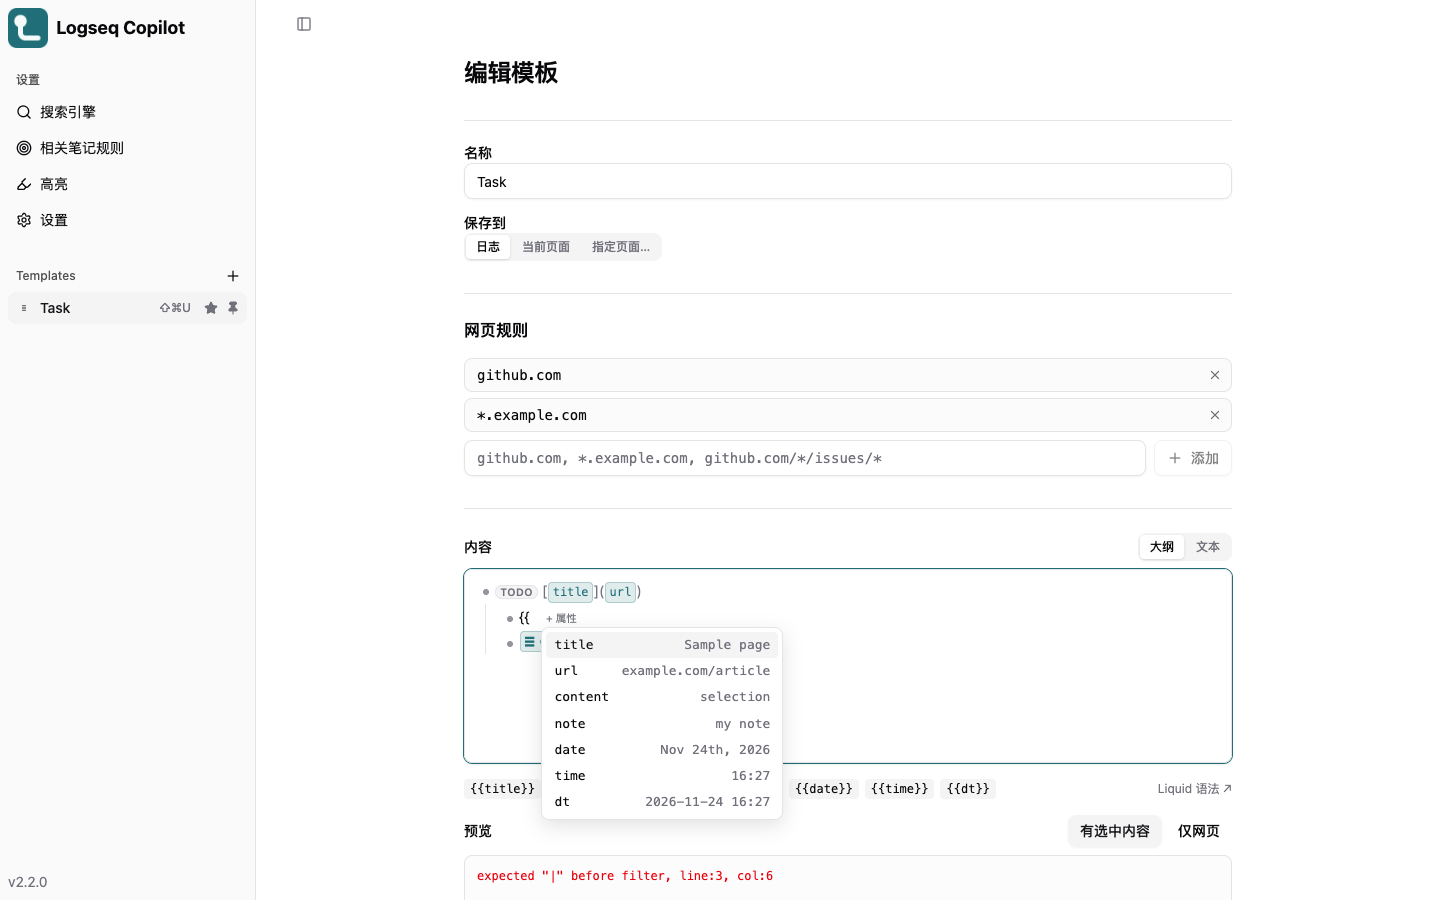 Logseq Copilot
设置
搜索引擎
相关笔记规则
高亮
设置
Templates
Task ⇧⌘U
v2.2.0
编辑模板
名称
Task
保存到
日志 当前页面 指定页面...
网页规则
github.com
*.example.com
github.com, *.example.com, github.com/*/issues/* + 添加
内容 大纲 文本
TODO [title](url)
{{ + 属性
title Sample page
url example.com/article
content selection
note my note
date Nov 24th, 2026
time 16:27
dt 2026-11-24 16:27
{{title}} {{date}} {{time}} {{dt}} Liquid 语法 ↗
预览 有选中内容 仅网页
expected "|" before filter, line:3, col:6